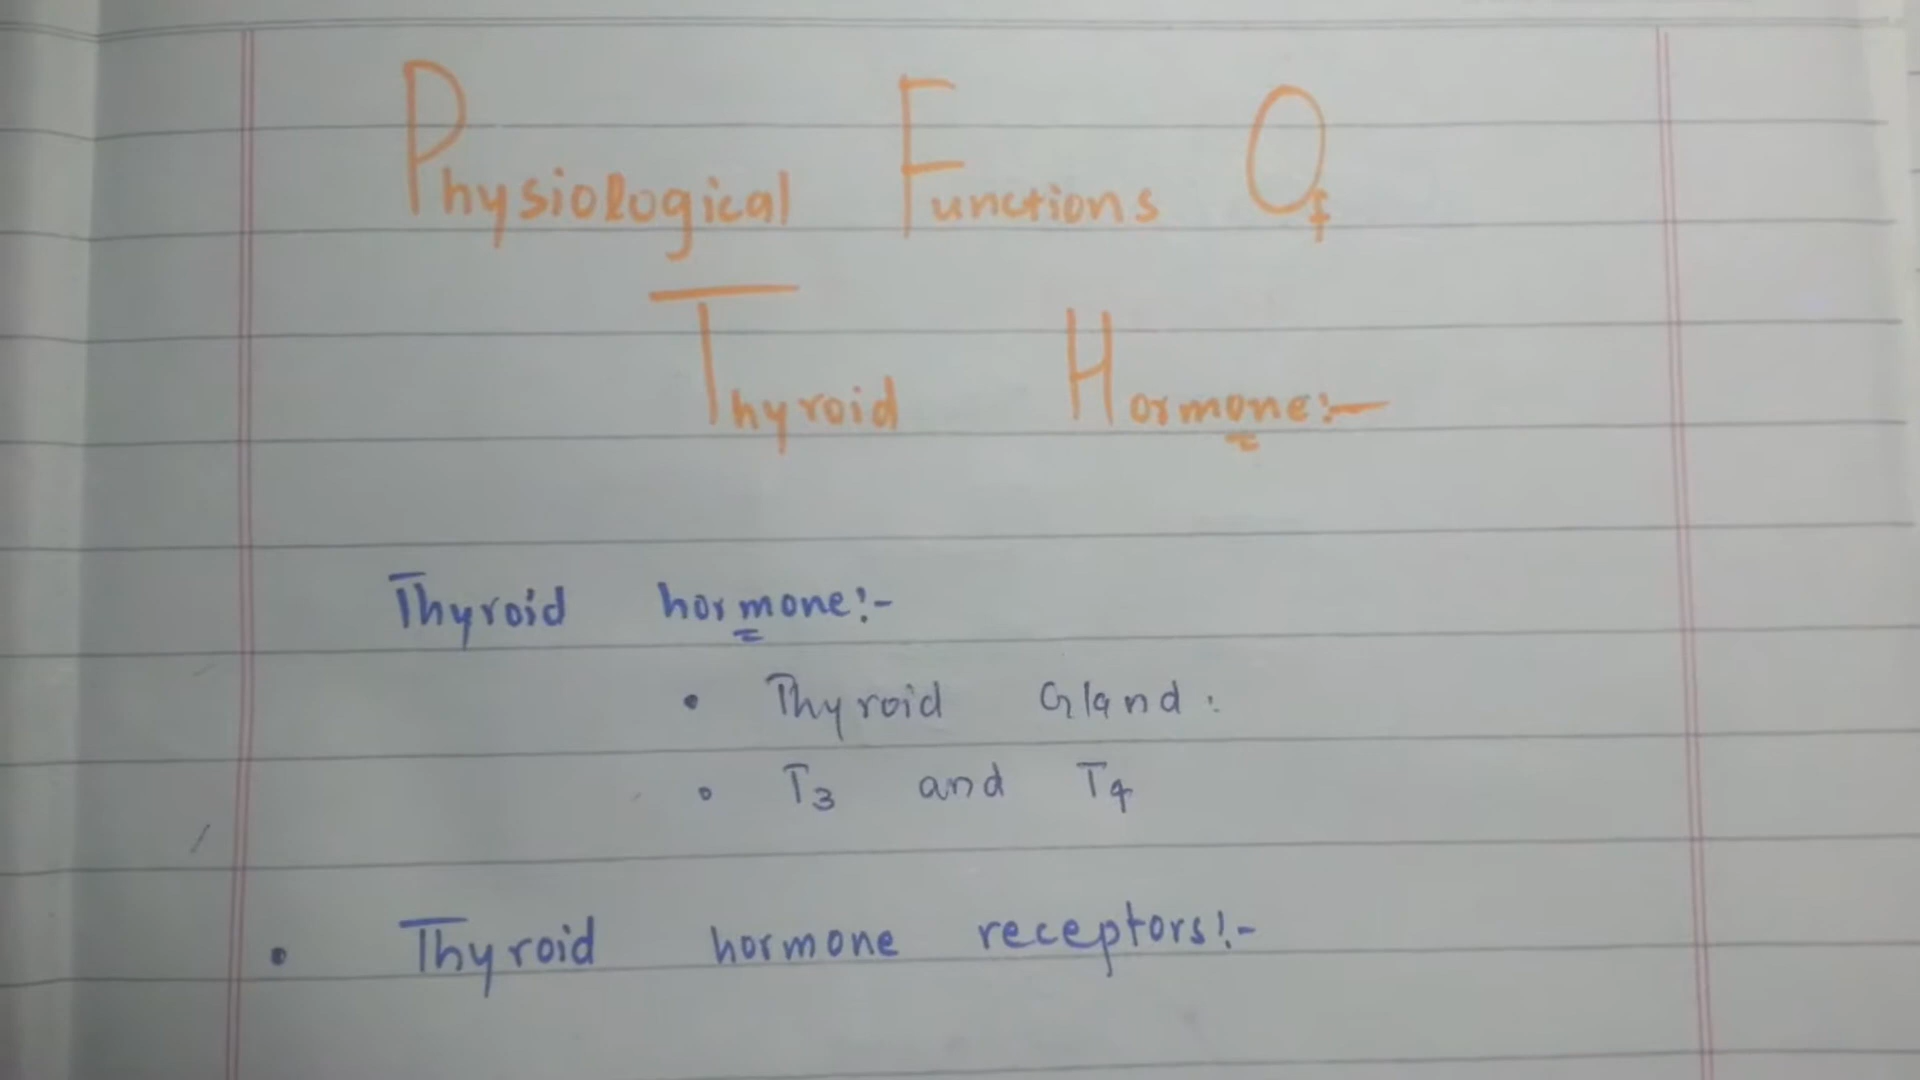 Physiological Functions Of
Thyroid Hormone:-
Thyroid hormone:-
• Thyroid Gland.
• T3 and T4
• Thyroid hormone receptors:-